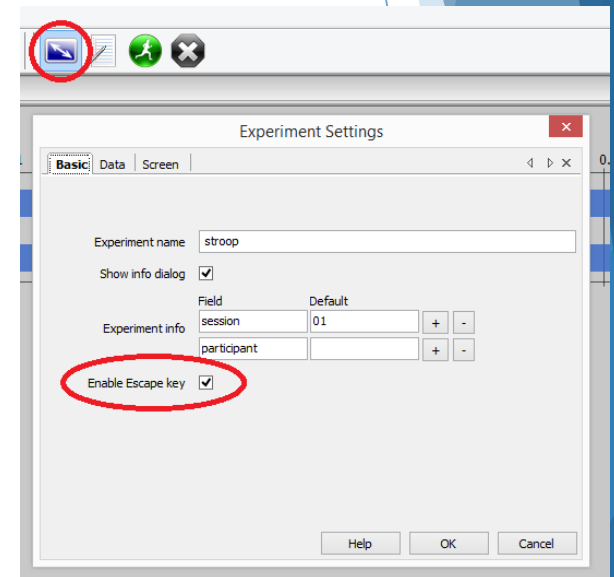 Experiment Settings
Basic Data Screen
0.
Experiment name stroop
Show info dialog
Field Default
Experiment info session 01 + -
participant + -
Enable Escape key
Help OK Cancel